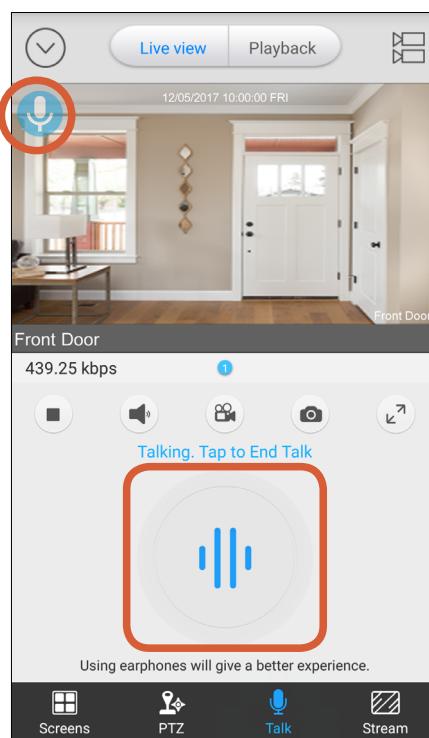 Live view Playback
12/05/2017 10:00:00 FRI
Front Door
Front Door
439.25 kbps 1
Talking. Tap to End Talk
Using earphones will give a better experience.
Screens PTZ Talk Stream